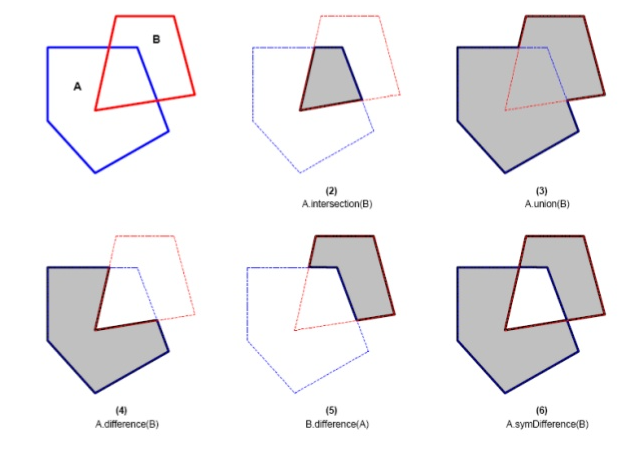 B
A
(2)
A.intersection(B)
(3)
A.union(B)
(4)
A.difference(B)
(5)
B.difference(A)
(6)
A.symDifference(B)